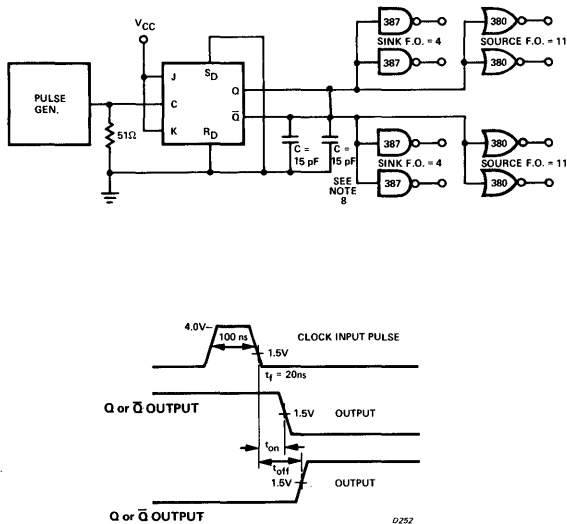 VCC
PULSE
GEN.
51Ω
J
SD
Q
C
Q̅
K
RD
C =
15 pF
C =
15 pF
SEE
NOTE
8
387
SINK F.O. = 4
387
380
SOURCE F.O. = 11
380
387
SINK F.O. = 4
387
380
SOURCE F.O. = 11
380
4.0V
100 ns
CLOCK INPUT PULSE
1.5V
tf = 20ns
Q or Q̅ OUTPUT
1.5V
OUTPUT
ton
toff
1.5V
OUTPUT
Q or Q̅ OUTPUT
D252